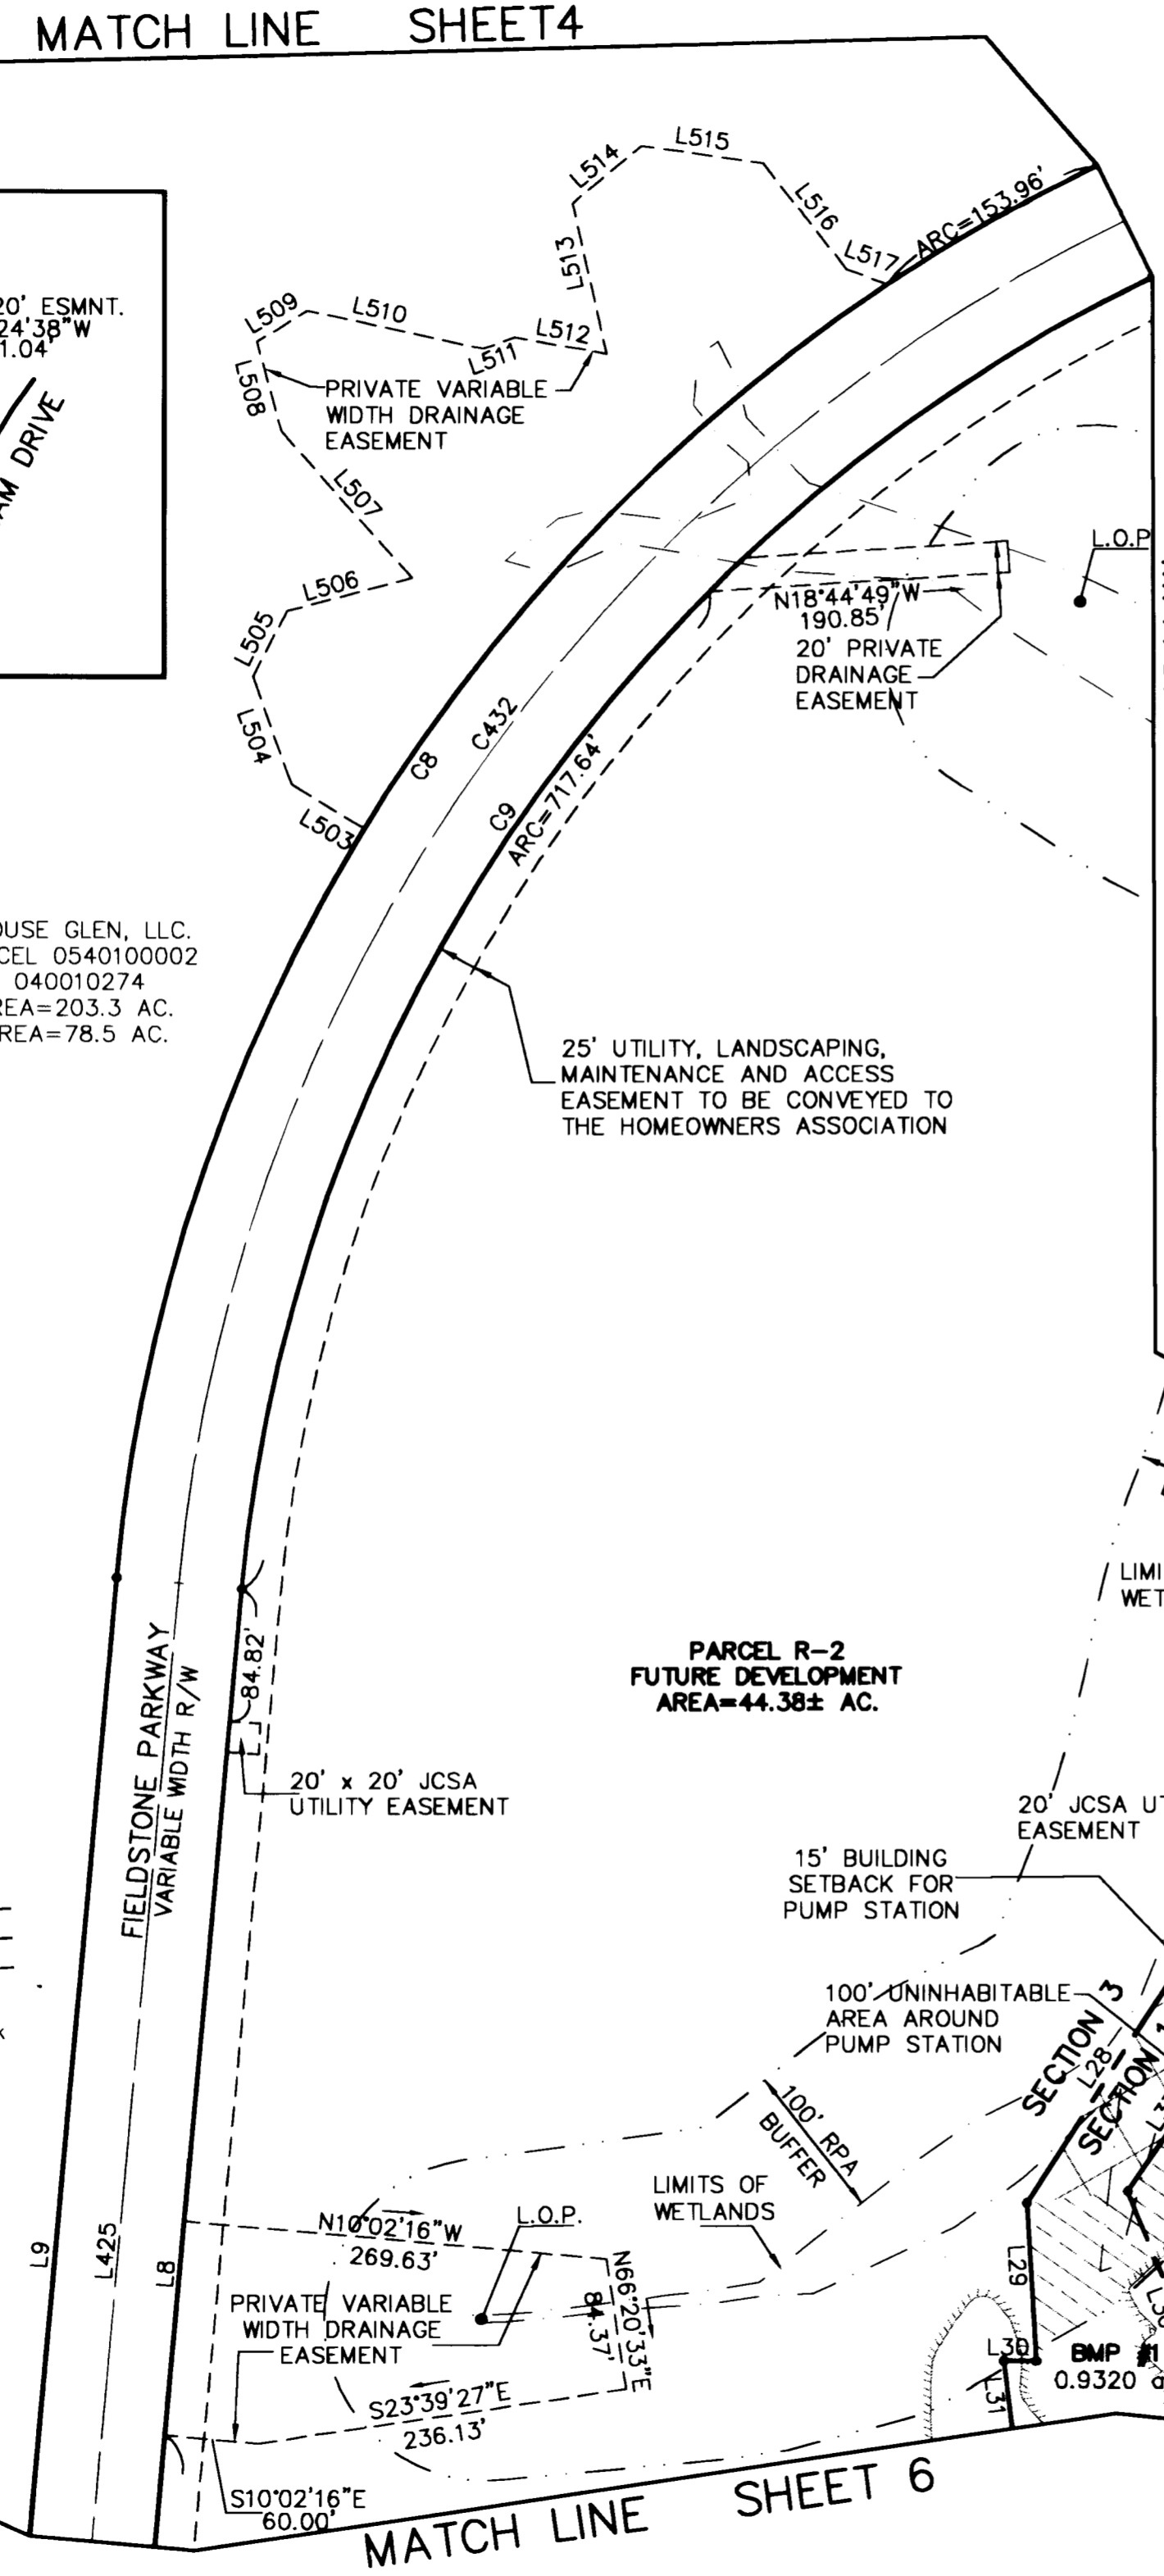 MATCH LINE SHEET4
L514
L515
L516
L517
ARC=153.96'
L513
L509
L510
L511
L512
L508
20' ESMNT.
24'38"W
1.04'
DRIVE
PRIVATE VARIABLE
WIDTH DRAINAGE
EASEMENT
L507
L506
L505
L504
L503
L.O.P
N18°44'49"W
190.85'
20' PRIVATE
DRAINAGE
EASEMENT
C8
C432
C9
ARC=717.64'
OUSE GLEN, LLC.
CEL 0540100002
040010274
REA=203.3 AC.
REA=78.5 AC.
25' UTILITY, LANDSCAPING,
MAINTENANCE AND ACCESS
EASEMENT TO BE CONVEYED TO
THE HOMEOWNERS ASSOCIATION
LIMI
WET
84.82'
FIELDSTONE PARKWAY
VARIABLE WIDTH R/W
PARCEL R-2
FUTURE DEVELOPMENT
AREA=44.38± AC.
20' x 20' JCSA
UTILITY EASEMENT
20' JCSA UT
EASEMENT
15' BUILDING
SETBACK FOR
PUMP STATION
100' UNINHABITABLE
AREA AROUND
PUMP STATION
SECTION 3
L28
SECTION 1
100' RPA
BUFFER
LIMITS OF
WETLANDS
L.O.P.
N10°02'16"W
269.63'
N66°20'33"E
84.37'
L9
L425
L8
PRIVATE VARIABLE
WIDTH DRAINAGE
EASEMENT
S23°39'27"E
236.13'
S10°02'16"E
60.00'
L29
L30
L31
BMP #1
0.9320
MATCH LINE SHEET 6